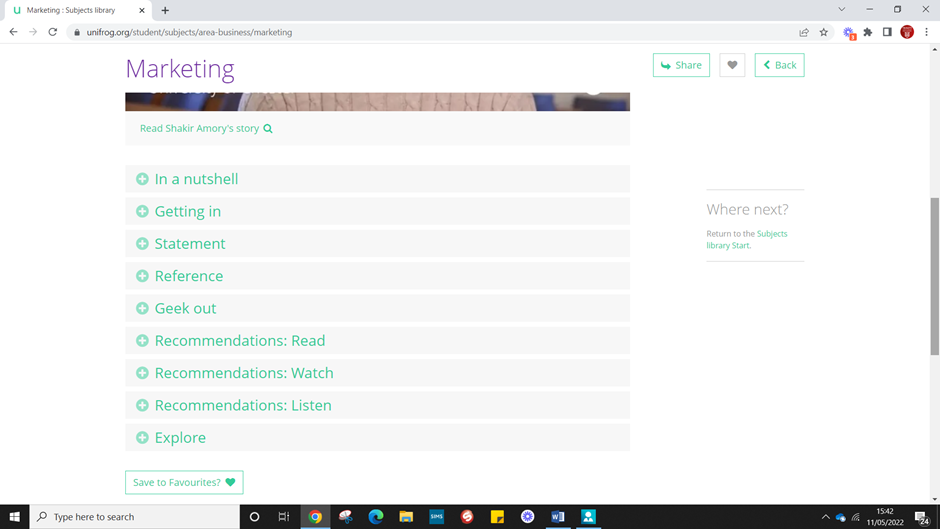 Marketing : Subjects library
unifrog.org/student/subjects/area-business/marketing
Marketing
Share
Back
Read Shakir Amory's story
In a nutshell
Getting in
Statement
Reference
Geek out
Recommendations: Read
Recommendations: Watch
Recommendations: Listen
Explore
Save to Favourites?
Where next?
Return to the Subjects
library Start.
Type here to search
SIMS
15:42
11/05/2022
24